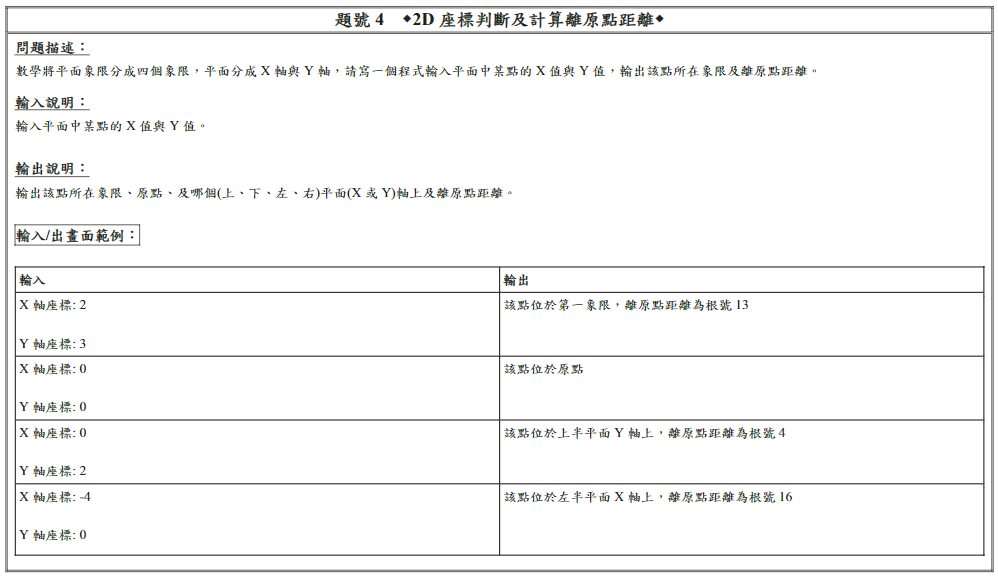 題號 4 ◆2D 座標判斷及計算離原點距離◆
問題描述：
數學將平面象限分成四個象限，平面分成 X 軸與 Y 軸，請寫一個程式輸入平面中某點的 X 值與 Y 值，輸出該點所在象限及離原點距離。
輸入說明：
輸入平面中某點的 X 值與 Y 值。
輸出說明：
輸出該點所在象限、原點、及哪個(上、下、左、右)平面(X 或 Y)軸上及離原點距離。
輸入/出畫面範例：
輸入 輸出
X 軸座標: 2 該點位於第一象限，離原點距離為根號 13
Y 軸座標: 3
X 軸座標: 0 該點位於原點
Y 軸座標: 0
X 軸座標: 0 該點位於上半平面 Y 軸上，離原點距離為根號 4
Y 軸座標: 2
X 軸座標: -4 該點位於左半平面 X 軸上，離原點距離為根號 16
Y 軸座標: 0